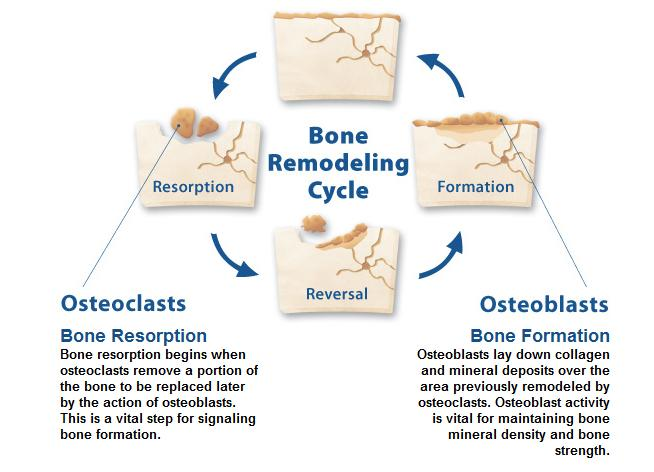 Bone
Remodeling
Cycle
Resorption
Formation
Reversal
Osteoclasts
Bone Resorption
Bone resorption begins when
osteoclasts remove a portion of
the bone to be replaced later
by the action of osteoblasts.
This is a vital step for signaling
bone formation.
Osteoblasts
Bone Formation
Osteoblasts lay down collagen
and mineral deposits over the
area previously remodeled by
osteoclasts. Osteoblast activity
is vital for maintaining bone
mineral density and bone
strength.